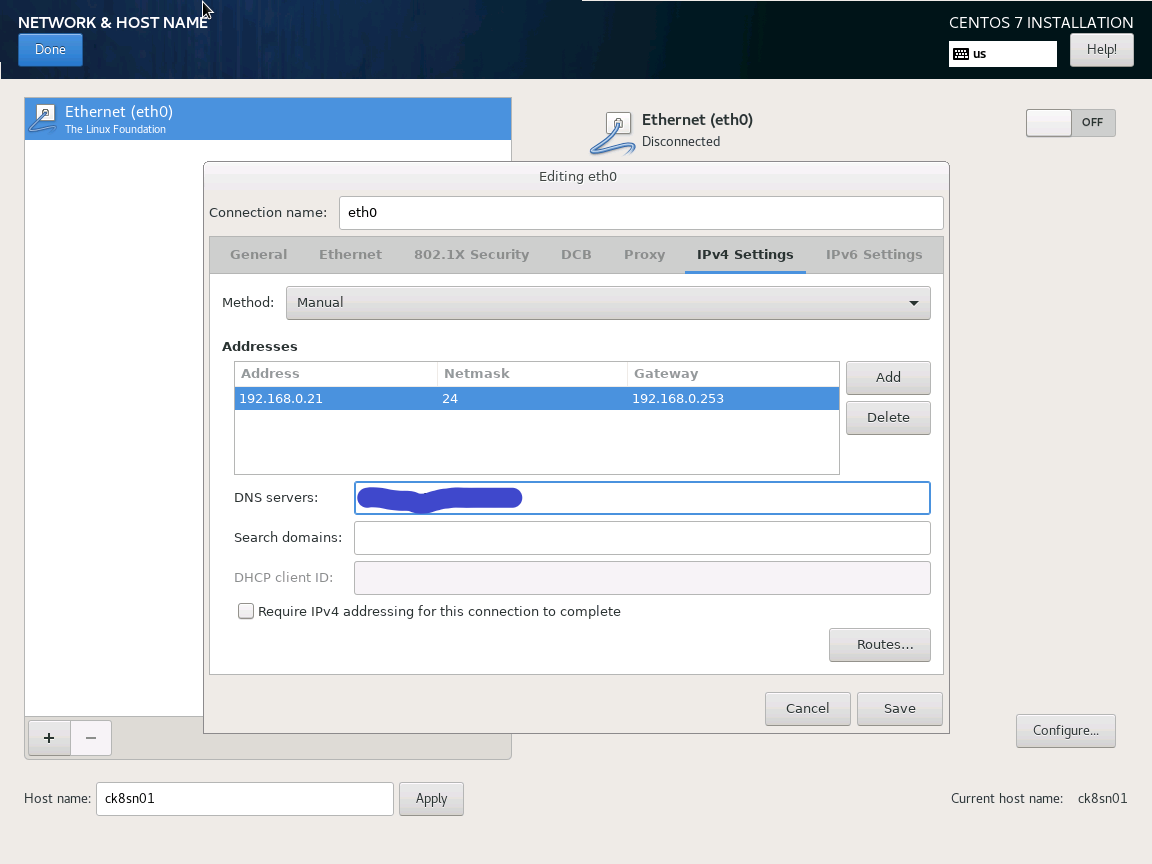 NETWORK & HOST NAME
CENTOS 7 INSTALLATION
Done
us
Help!
Ethernet (eth0)
The Linux Foundation
Ethernet (eth0)
Disconnected
OFF
Editing eth0
Connection name: eth0
General Ethernet 802.1X Security DCB Proxy IPv4 Settings IPv6 Settings
Method: Manual
Addresses
Address Netmask Gateway
192.168.0.21 24 192.168.0.253
Add
Delete
DNS servers:
Search domains:
DHCP client ID:
Require IPv4 addressing for this connection to complete
Routes...
Cancel Save
+ −
Configure...
Host name: ck8sn01 Apply
Current host name: ck8sn01